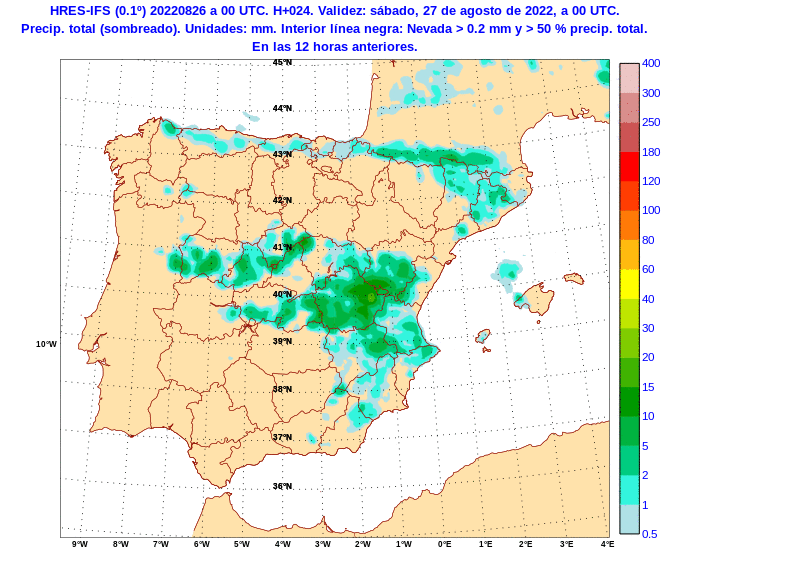 HRES-IFS (0.1º) 20220826 a 00 UTC. H+024. Validez: sábado, 27 de agosto de 2022, a 00 UTC.
Precip. total (sombreado). Unidades: mm. Interior línea negra: Nevada > 0.2 mm y > 50 % precip. total.
En las 12 horas anteriores.
45°N
44°N
43°N
42°N
41°N
40°N
39°N
38°N
37°N
36°N
10°W
9°W 8°W 7°W 6°W 5°W 4°W 3°W 2°W 1°W 0°E 1°E 2°E 3°E 4°E
400
300
250
180
120
100
80
60
40
30
20
15
10
5
2
1
0.5